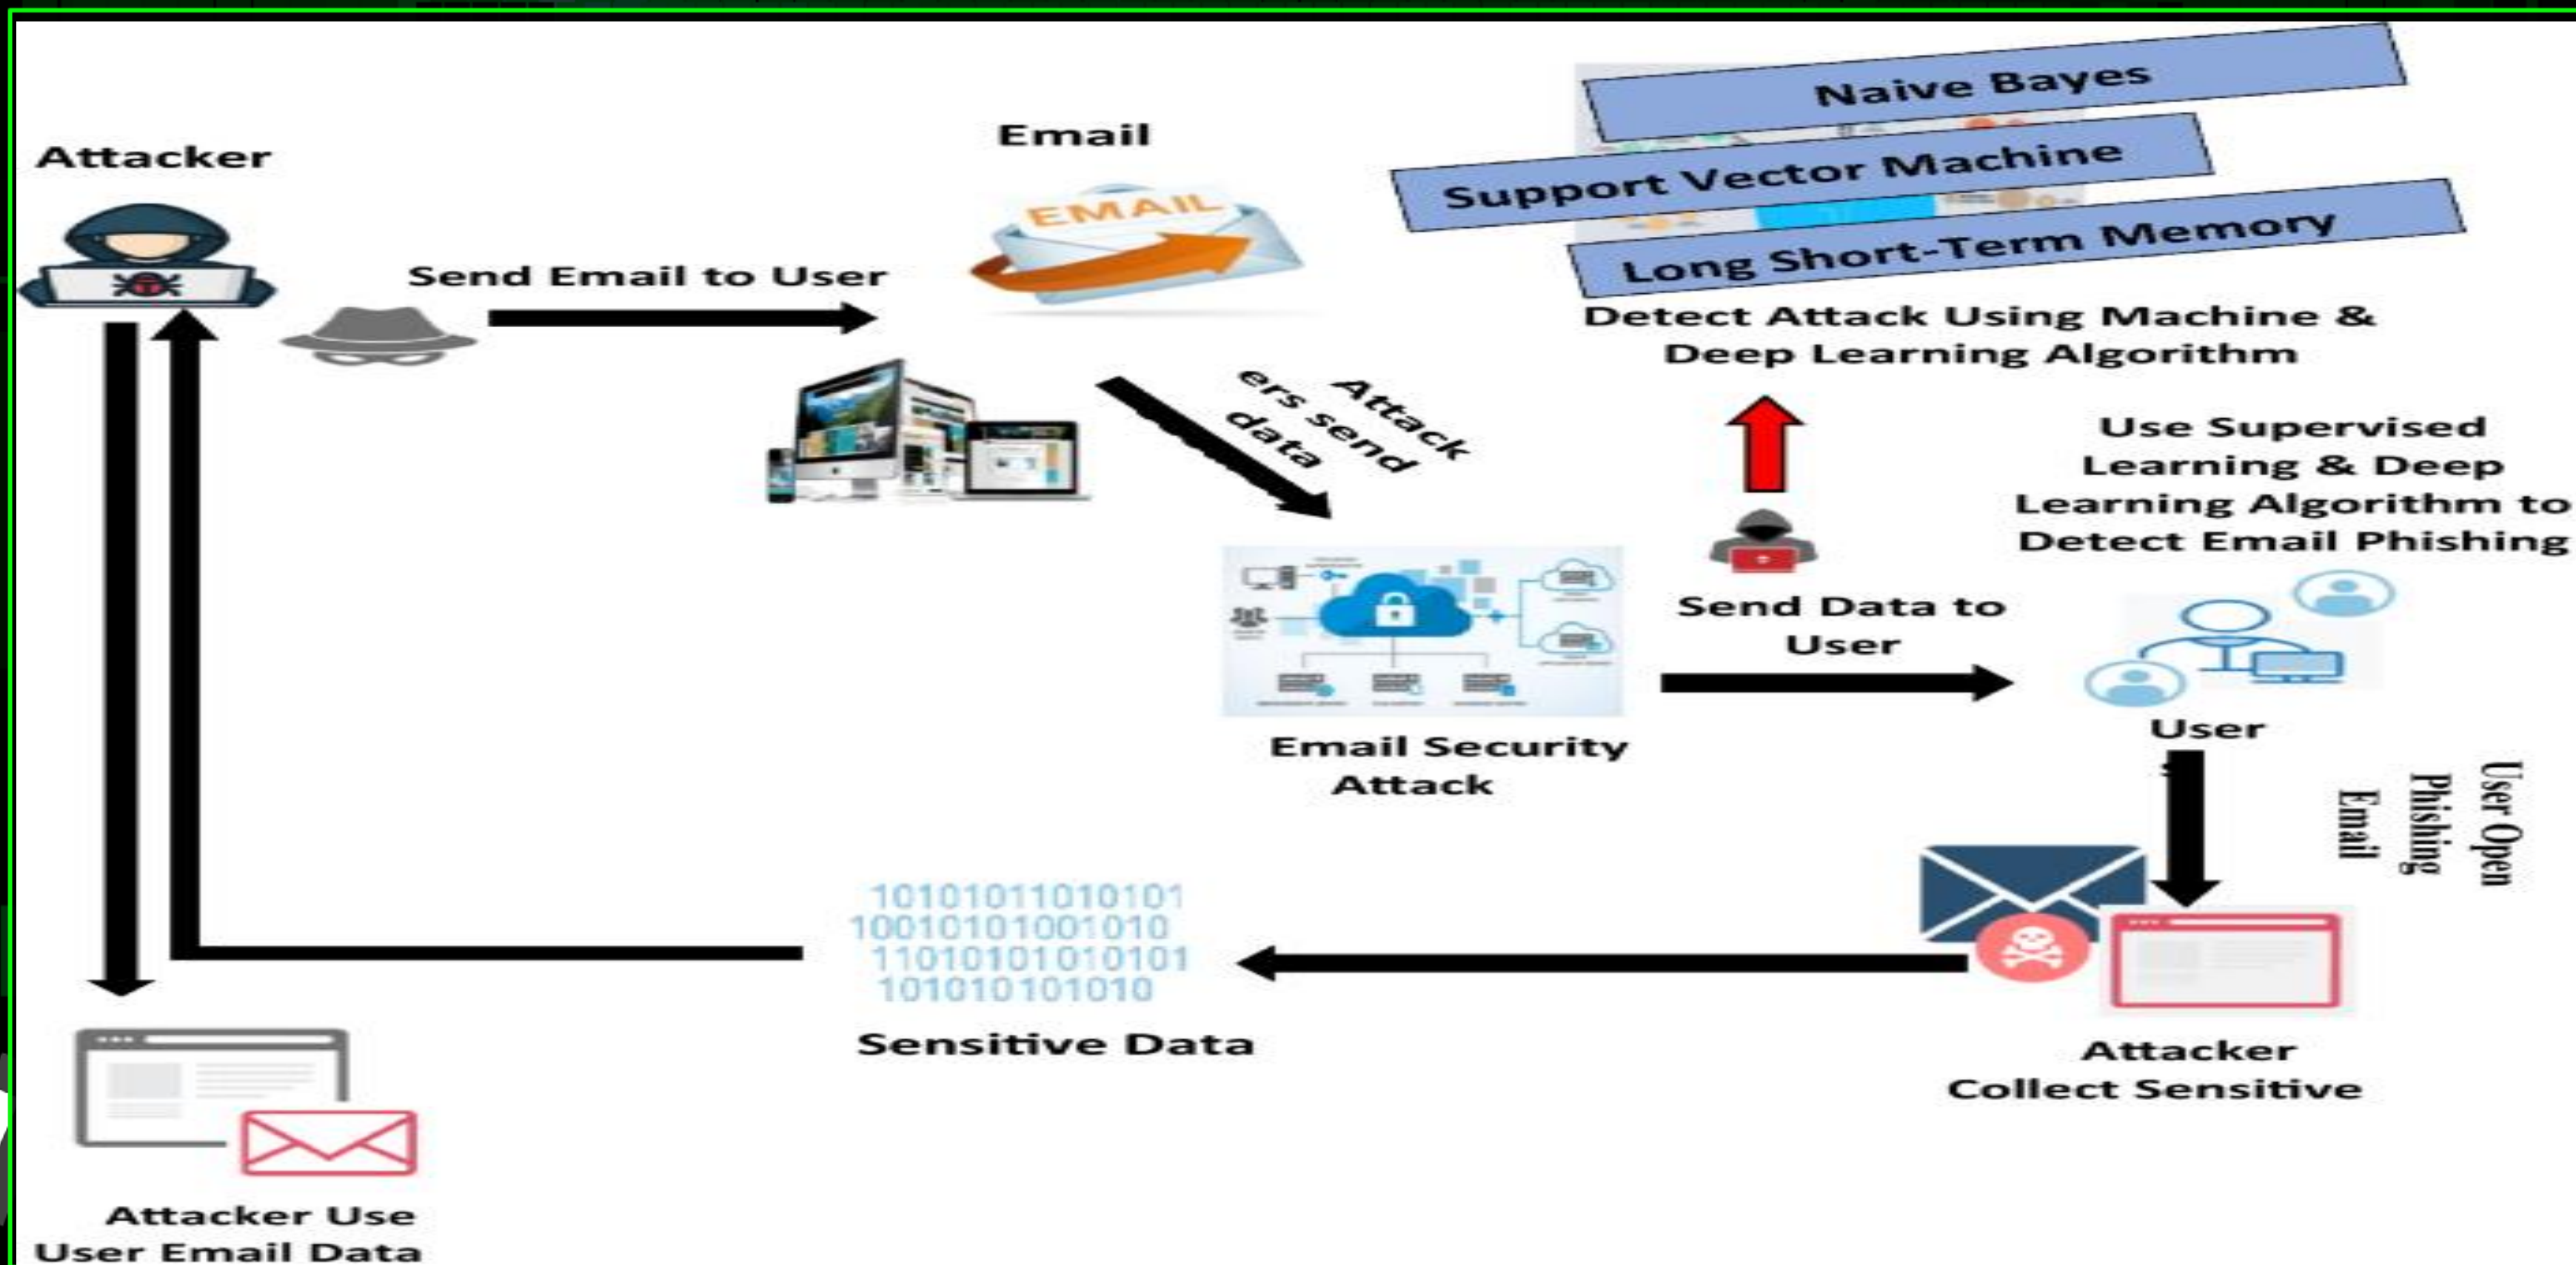 Naive Bayes
Support Vector Machine
Long Short-Term Memory
Detect Attack Using Machine &
Deep Learning Algorithm
Attacker
Email
EMAIL
Send Email to User
Attack
ers send
data
Use Supervised
Learning & Deep
Learning Algorithm to
Detect Email Phishing
Send Data to
User
Email Security
Attack
User
User Open
Phishing
Email
Attacker
Collect Sensitive
10101011010101
10010101001010
11010101010101
101010101010
Sensitive Data
Attacker Use
User Email Data